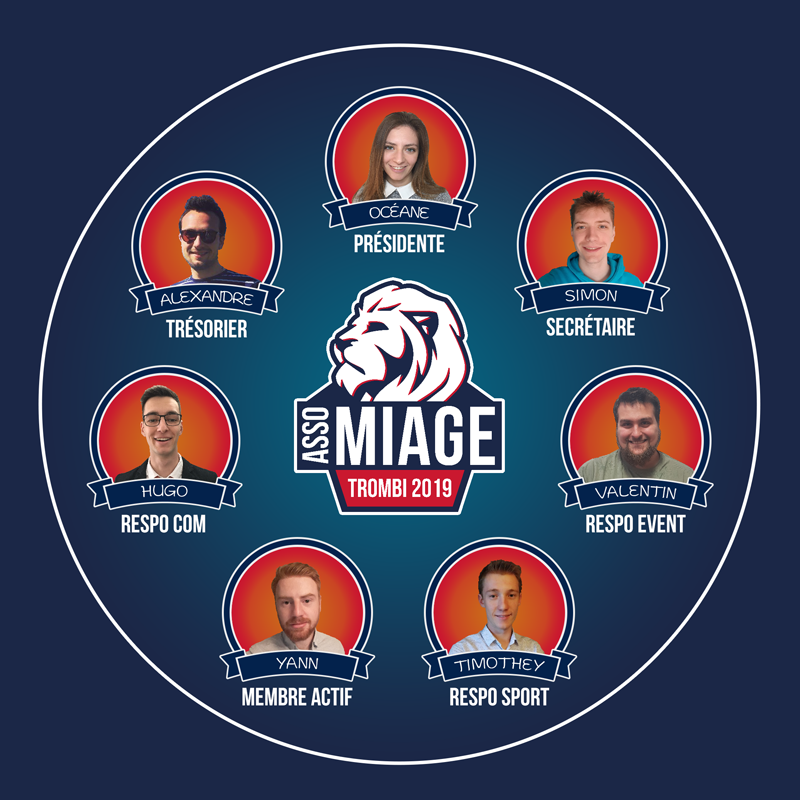 OCÉANE
PRÉSIDENTE
ALEXANDRE
TRÉSORIER
SIMON
SECRÉTAIRE
ASSO
MIAGE
TROMBI 2019
HUGO
RESPO COM
VALENTIN
RESPO EVENT
YANN
MEMBRE ACTIF
TIMOTHEY
RESPO SPORT